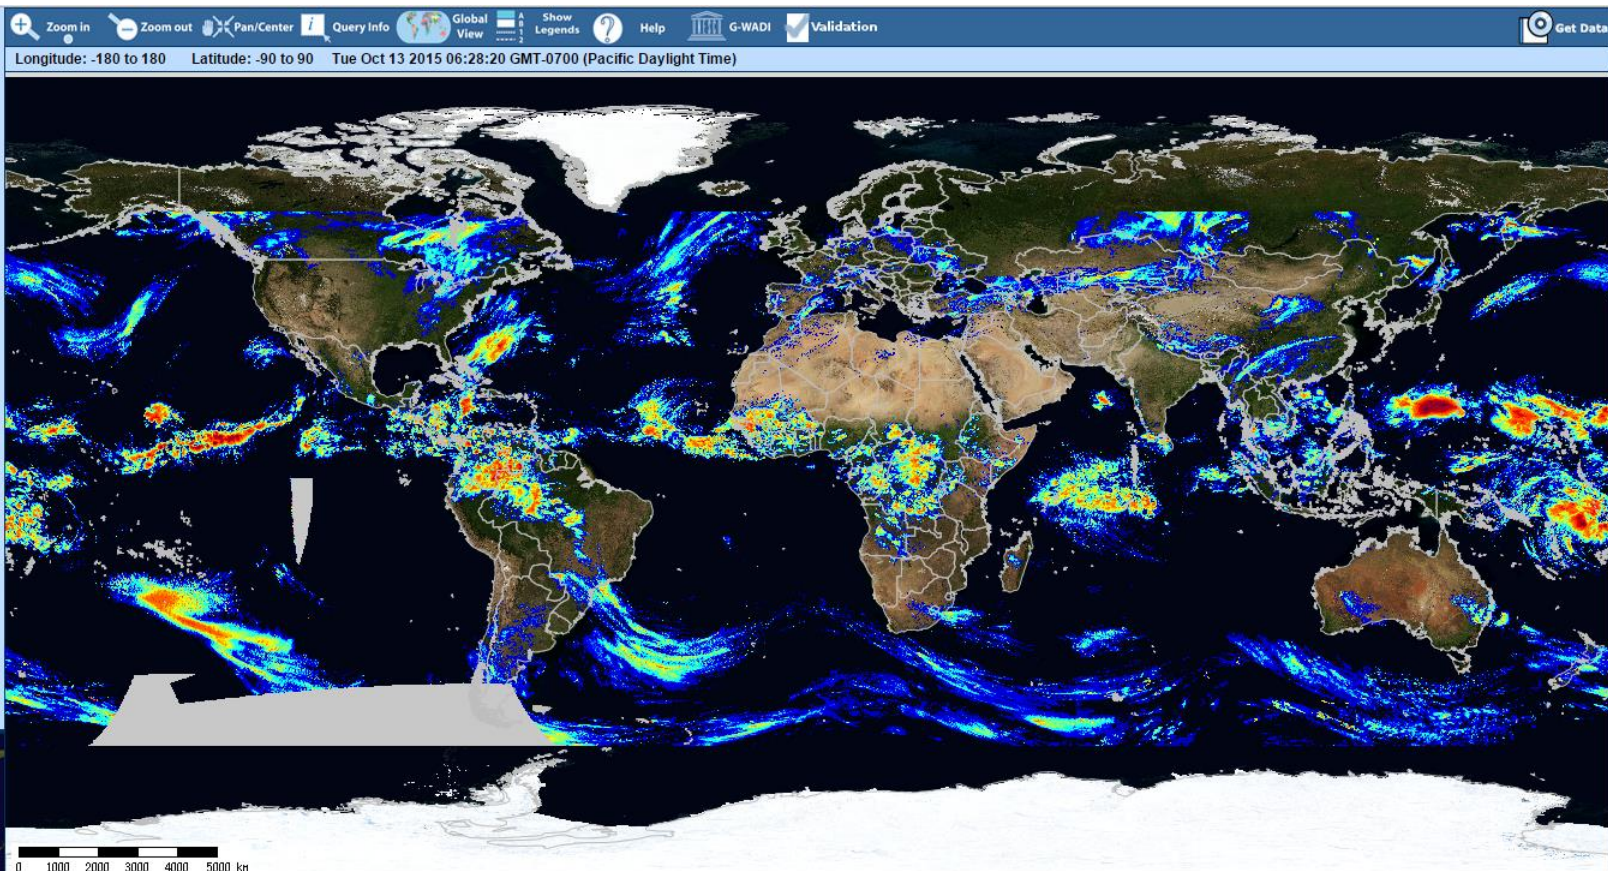 Zoom in Zoom out Pan/Center i Query Info Global View A B 1 2 Show Legends ? Help G-WADI Validation Get Data
Longitude: -180 to 180 Latitude: -90 to 90 Tue Oct 13 2015 06:28:20 GMT-0700 (Pacific Daylight Time)
0 1000 2000 3000 4000 5000 km